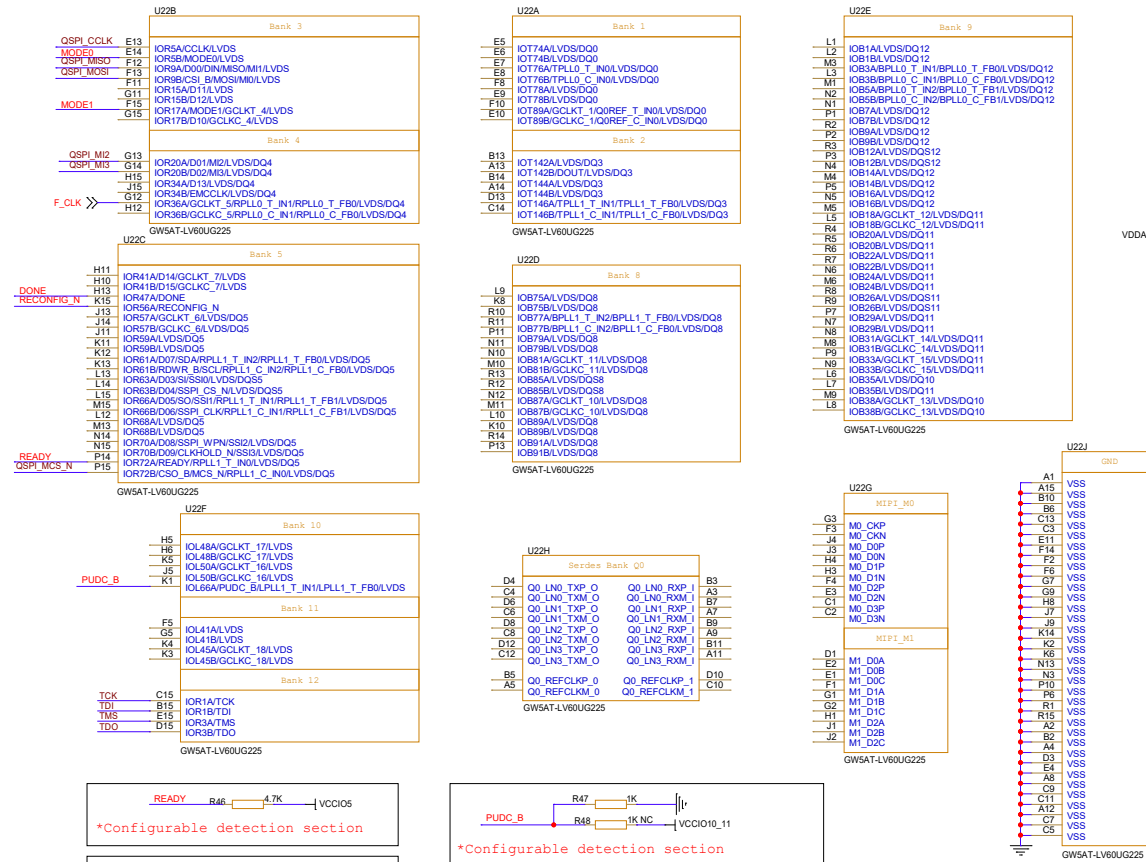 U22B
Bank 3
QSPI_CCLK E13 IOR5A/CCLK/LVDS
MODE0 E14 IOR5B/MODE0/LVDS
QSPI_MISO F12 IOR9A/D00/DIN/MISO/MI1/LVDS
QSPI_MOSI F13 IOR9B/CSI_B/MOSI/MI0/LVDS
F11 IOR15A/D11/LVDS
G11 IOR15B/D12/LVDS
MODE1 F15 IOR17A/MODE1/GCLKT_4/LVDS
G15 IOR17B/D10/GCLKC_4/LVDS
Bank 4
QSPI_MI2 G13 IOR20A/D01/MI2/LVDS/DQ4
QSPI_MI3 G14 IOR20B/D02/MI3/LVDS/DQ4
H15 IOR34A/D13/LVDS/DQ4
J15 IOR34B/EMCCLK/LVDS/DQ4
F_CLK G12 IOR36A/GCLKT_5/RPLL0_T_IN1/RPLL0_T_FB0/LVDS/DQ4
H12 IOR36B/GCLKC_5/RPLL0_C_IN1/RPLL0_C_FB0/LVDS/DQ4
GW5AT-LV60UG225
U22A
Bank 1
E5 IOT74A/LVDS/DQ0
E6 IOT74B/LVDS/DQ0
E7 IOT76A/TPLL0_T_IN0/LVDS/DQ0
E8 IOT76B/TPLL0_C_IN0/LVDS/DQ0
F8 IOT78A/LVDS/DQ0
E9 IOT78B/LVDS/DQ0
F10 IOT89A/GCLKT_1/Q0REF_T_IN0/LVDS/DQ0
E10 IOT89B/GCLKC_1/Q0REF_C_IN0/LVDS/DQ0
Bank 2
B13 IOT142A/LVDS/DQ3
A13 IOT142B/DOUT/LVDS/DQ3
B14 IOT144A/LVDS/DQ3
A14 IOT144B/LVDS/DQ3
D13 IOT146A/TPLL1_T_IN1/TPLL1_T_FB0/LVDS/DQ3
C14 IOT146B/TPLL1_C_IN1/TPLL1_C_FB0/LVDS/DQ3
GW5AT-LV60UG225
U22E
Bank 9
L1 IOB1A/LVDS/DQ12
L2 IOB1B/LVDS/DQ12
M3 IOB3A/BPLL0_T_IN1/BPLL0_T_FB0/LVDS/DQ12
L3 IOB3B/BPLL0_C_IN1/BPLL0_C_FB0/LVDS/DQ12
M1 IOB5A/BPLL0_T_IN2/BPLL0_T_FB1/LVDS/DQ12
N2 IOB5B/BPLL0_C_IN2/BPLL0_C_FB1/LVDS/DQ12
N1 IOB7A/LVDS/DQ12
P1 IOB7B/LVDS/DQ12
R2 IOB9A/LVDS/DQ12
P2 IOB9B/LVDS/DQ12
R3 IOB12A/LVDS/DQS12
P3 IOB12B/LVDS/DQS12
N4 IOB14A/LVDS/DQ12
M4 IOB14B/LVDS/DQ12
P5 IOB16A/LVDS/DQ12
N5 IOB16B/LVDS/DQ12
M5 IOB18A/GCLKT_12/LVDS/DQ11
L5 IOB18B/GCLKC_12/LVDS/DQ11
R4 IOB20A/LVDS/DQ11
R5 IOB20B/LVDS/DQ11
R6 IOB22A/LVDS/DQ11
R7 IOB22B/LVDS/DQ11
N6 IOB24A/LVDS/DQ11
M6 IOB24B/LVDS/DQ11
R8 IOB26A/LVDS/DQS11
R9 IOB26B/LVDS/DQS11
P7 IOB29A/LVDS/DQ11
N7 IOB29B/LVDS/DQ11
N8 IOB31A/GCLKT_14/LVDS/DQ11
M8 IOB31B/GCLKC_14/LVDS/DQ11
P9 IOB33A/GCLKT_15/LVDS/DQ11
N9 IOB33B/GCLKC_15/LVDS/DQ11
L6 IOB35A/LVDS/DQ10
L7 IOB35B/LVDS/DQ11
M9 IOB38A/GCLKT_13/LVDS/DQ10
L8 IOB38B/GCLKC_13/LVDS/DQ10
GW5AT-LV60UG225
VDDA
U22C
Bank 5
H11 IOR41A/D14/GCLKT_7/LVDS
H10 IOR41B/D15/GCLKC_7/LVDS
DONE H13 IOR47A/DONE
RECONFIG_N K15 IOR56A/RECONFIG_N
J13 IOR57A/GCLKT_6/LVDS/DQ5
J14 IOR57B/GCLKC_6/LVDS/DQ5
J11 IOR59A/LVDS/DQ5
K11 IOR59B/LVDS/DQ5
K12 IOR61A/D07/SDA/RPLL1_T_IN2/RPLL1_T_FB0/LVDS/DQ5
K13 IOR61B/RDWR_B/SCL/RPLL1_C_IN2/RPLL1_C_FB0/LVDS/DQ5
L13 IOR63A/D03/SI/SSI0/LVDS/DQS5
L14 IOR63B/D04/SSPI_CS_N/LVDS/DQS5
L15 IOR66A/D05/SO/SSI1/RPLL1_T_IN1/RPLL1_T_FB1/LVDS/DQ5
M15 IOR66B/D06/SSPI_CLK/RPLL1_C_IN1/RPLL1_C_FB1/LVDS/DQ5
L12 IOR68A/LVDS/DQ5
M13 IOR68B/LVDS/DQ5
N14 IOR70A/D08/SSPI_WPN/SSI2/LVDS/DQ5
N15 IOR70B/D09/CLKHOLD_N/SSI3/LVDS/DQ5
READY P14 IOR72A/READY/RPLL1_T_IN0/LVDS/DQ5
QSPI_MCS_N P15 IOR72B/CSO_B/MCS_N/RPLL1_C_IN0/LVDS/DQ5
GW5AT-LV60UG225
U22D
Bank 8
L9 IOB75A/LVDS/DQ8
K8 IOB75B/LVDS/DQ8
R10 IOB77A/BPLL1_T_IN2/BPLL1_T_FB0/LVDS/DQ8
R11 IOB77B/BPLL1_C_IN2/BPLL1_C_FB0/LVDS/DQ8
P11 IOB79A/LVDS/DQ8
N11 IOB79B/LVDS/DQ8
N10 IOB81A/GCLKT_11/LVDS/DQ8
M10 IOB81B/GCLKC_11/LVDS/DQ8
R13 IOB85A/LVDS/DQS8
R12 IOB85B/LVDS/DQS8
N12 IOB87A/GCLKT_10/LVDS/DQ8
M11 IOB87B/GCLKC_10/LVDS/DQ8
L10 IOB89A/LVDS/DQ8
K10 IOB89B/LVDS/DQ8
R14 IOB91A/LVDS/DQ8
P13 IOB91B/LVDS/DQ8
GW5AT-LV60UG225
U22F
Bank 10
H5 IOL48A/GCLKT_17/LVDS
H6 IOL48B/GCLKC_17/LVDS
K5 IOL50A/GCLKT_16/LVDS
J5 IOL50B/GCLKC_16/LVDS
PUDC_B K1 IOL66A/PUDC_B/LPLL1_T_IN1/LPLL1_T_FB0/LVDS
Bank 11
F5 IOL41A/LVDS
G5 IOL41B/LVDS
K4 IOL45A/GCLKT_18/LVDS
K3 IOL45B/GCLKC_18/LVDS
Bank 12
TCK C15 IOR1A/TCK
TDI B15 IOR1B/TDI
TMS E15 IOR3A/TMS
TDO D15 IOR3B/TDO
GW5AT-LV60UG225
U22H
Serdes Bank Q0
D4 Q0_LN0_TXP_O Q0_LN0_RXP_I B3
C4 Q0_LN0_TXM_O Q0_LN0_RXM_I A3
D6 Q0_LN1_TXP_O Q0_LN1_RXP_I B7
C6 Q0_LN1_TXM_O Q0_LN1_RXM_I A7
D8 Q0_LN2_TXP_O Q0_LN2_RXP_I B9
C8 Q0_LN2_TXM_O Q0_LN2_RXM_I A9
D12 Q0_LN3_TXP_O Q0_LN3_RXP_I B11
C12 Q0_LN3_TXM_O Q0_LN3_RXM_I A11
B5 Q0_REFCLKP_0 Q0_REFCLKP_1 D10
A5 Q0_REFCLKM_0 Q0_REFCLKM_1 C10
GW5AT-LV60UG225
U22G
MIPI_M0
G3 M0_CKP
F3 M0_CKN
J4 M0_D0P
J3 M0_D0N
H4 M0_D1P
H3 M0_D1N
F4 M0_D2P
E3 M0_D2N
C1 M0_D3P
C2 M0_D3N
MIPI_M1
D1 M1_D0A
E2 M1_D0B
E1 M1_D0C
F1 M1_D1A
G1 M1_D1B
G2 M1_D1C
H1 M1_D2A
J1 M1_D2B
J2 M1_D2C
GW5AT-LV60UG225
U22J
GND
A1 VSS
A15 VSS
B10 VSS
B6 VSS
C13 VSS
C3 VSS
E11 VSS
F14 VSS
F2 VSS
F6 VSS
G7 VSS
G9 VSS
H8 VSS
J7 VSS
J9 VSS
K14 VSS
K2 VSS
K6 VSS
N13 VSS
N3 VSS
P10 VSS
P6 VSS
R1 VSS
R15 VSS
A2 VSS
B2 VSS
A4 VSS
D3 VSS
E4 VSS
A8 VSS
C9 VSS
C11 VSS
A12 VSS
C7 VSS
C5 VSS
GW5AT-LV60UG225
READY R46 4.7K VCCIO5
*Configurable detection section
R47 1K
PUDC_B R48 1K NC VCCIO10_11
*Configurable detection section